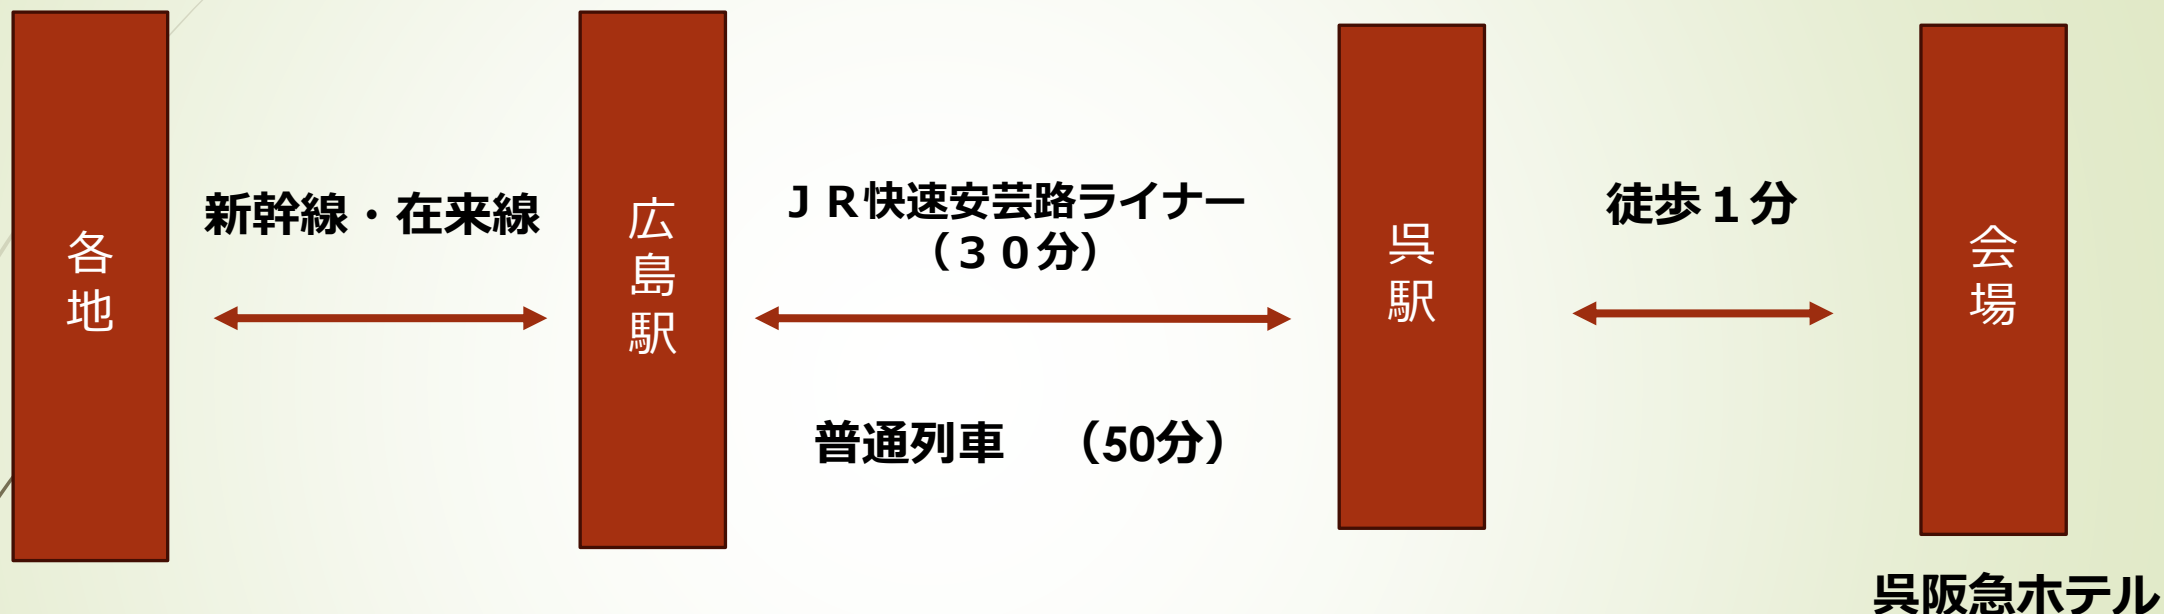 各地
新幹線・在来線
広島駅
ＪＲ快速安芸路ライナー
（３０分）
普通列車　（50分）
呉駅
徒歩１分
会場
呉阪急ホテル